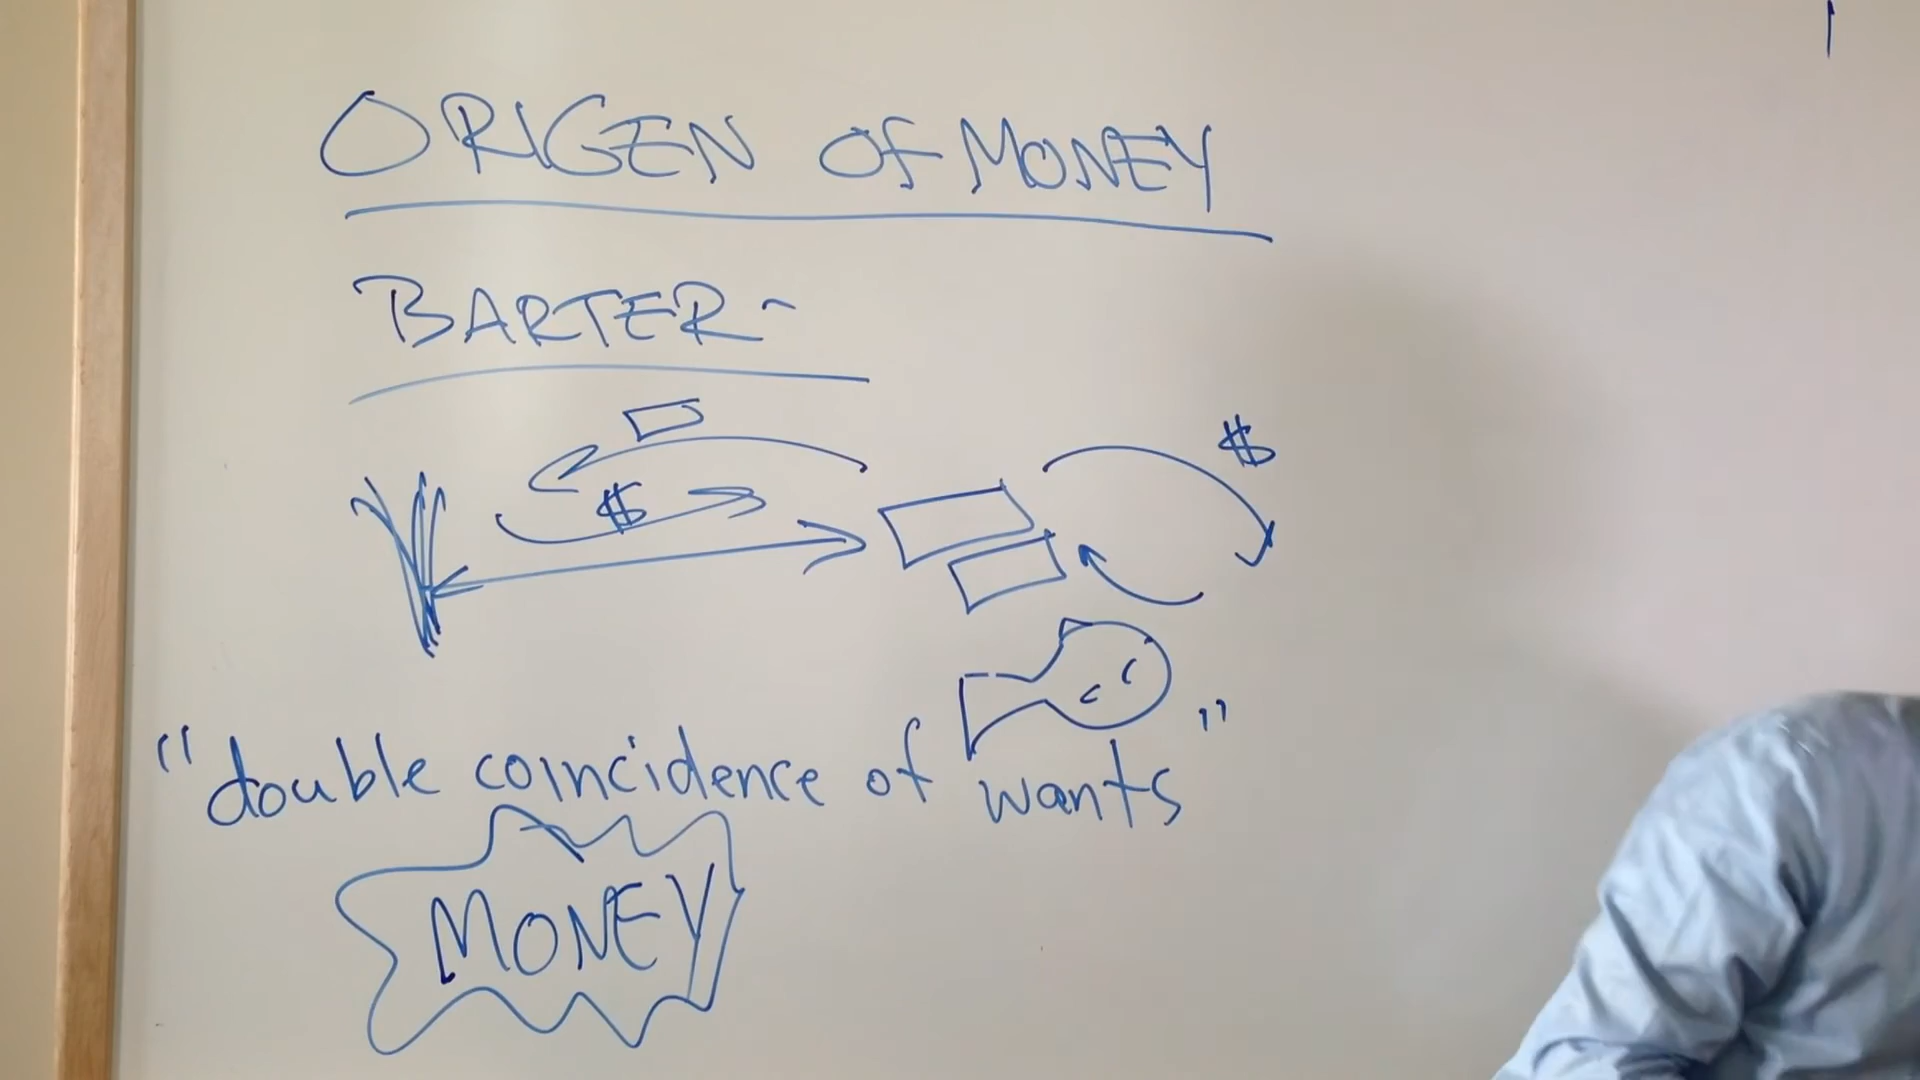 ORIGEN OF MONEY
BARTER -
$
$
"double coincidence of wants"
MONEY